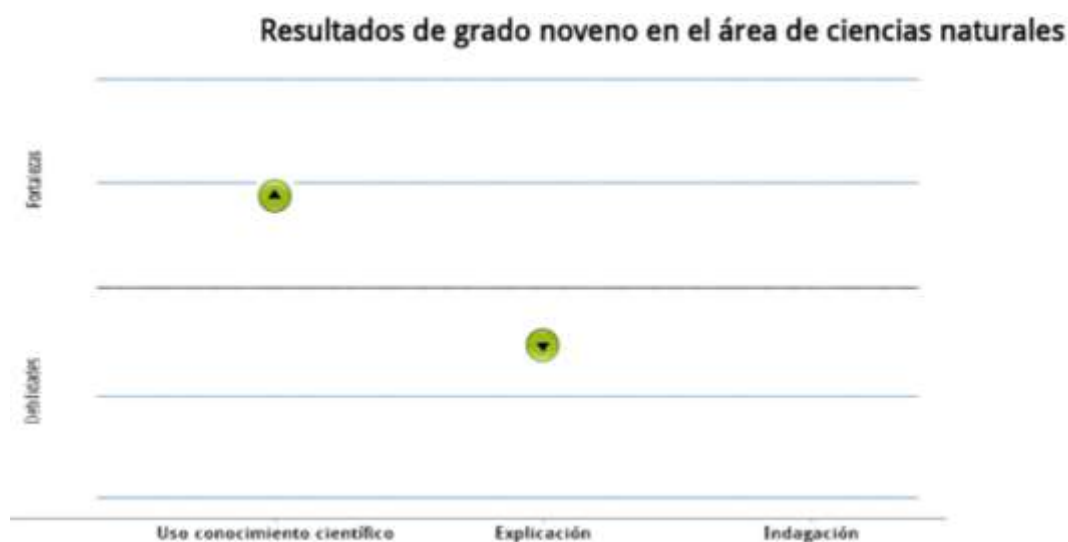 Resultados de grado noveno en el área de ciencias naturales
Fortalezas
Debilidades
Uso conocimiento científico
Explicación
Indagación